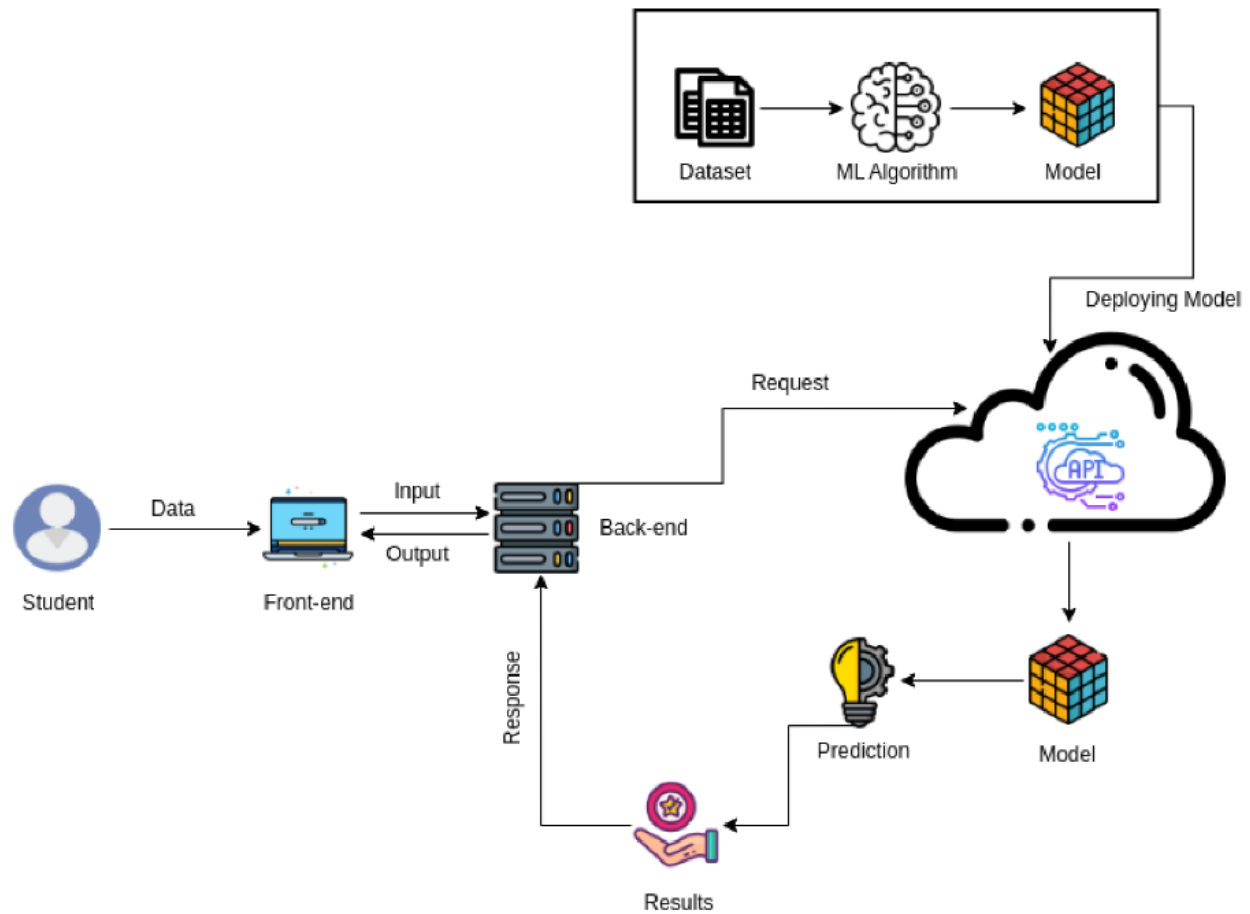 Dataset
ML Algorithm
Model
Deploying Model
Request
API
Data
Input
Output
Back-end
Student
Front-end
Response
Prediction
Model
Results